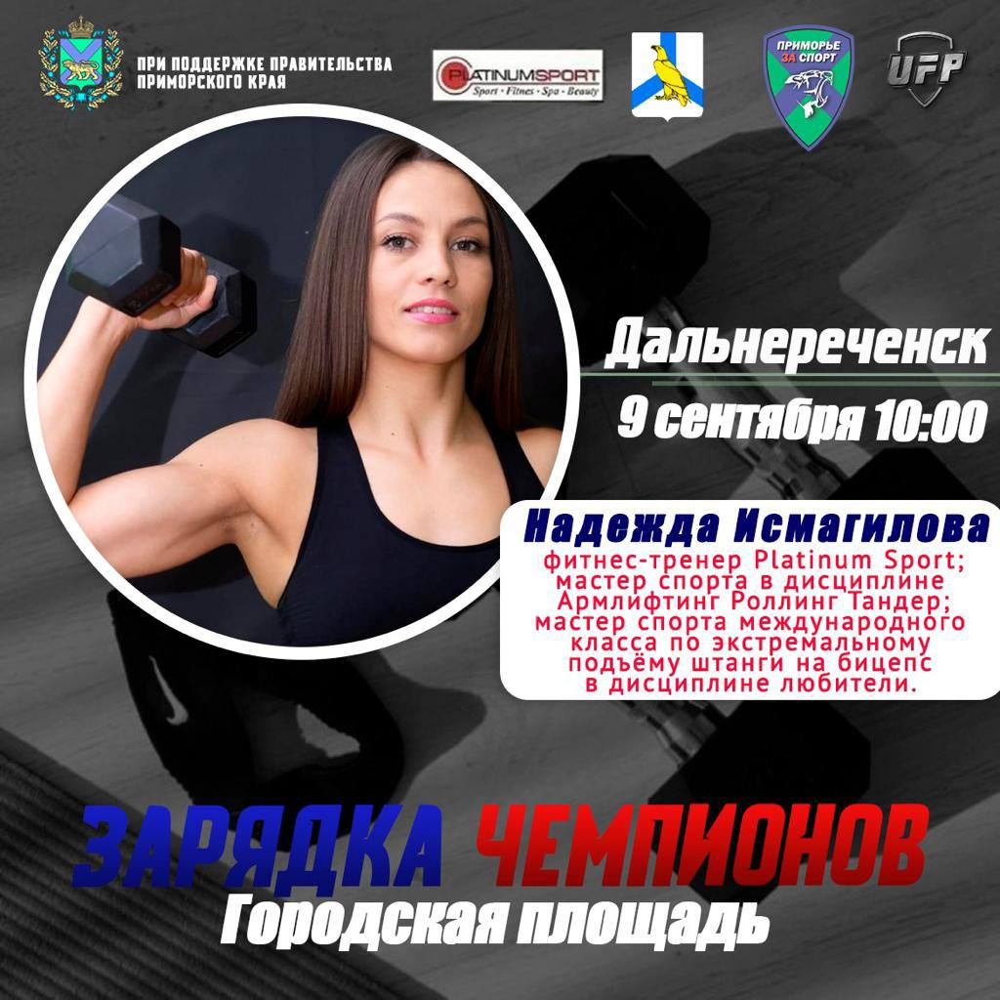 ПРИ ПОДДЕРЖКЕ ПРАВИТЕЛЬСТВА
ПРИМОРСКОГО КРАЯ
PLATINUMSPORT
Sport - Fitnes - Spa - Beauty
ПРИМОРЬЕ
ЗА СПОРТ
UFP
Дальнереченск
9 сентября 10:00
Надежда Исмагилова
фитнес-тренер Platinum Sport;
мастер спорта в дисциплине
Армлифтинг Роллинг Тандер;
мастер спорта международного
класса по экстремальному
подъёму штанги на бицепс
в дисциплине любители.
ЗАРЯДКА ЧЕМПИОНОВ
Городская площадь